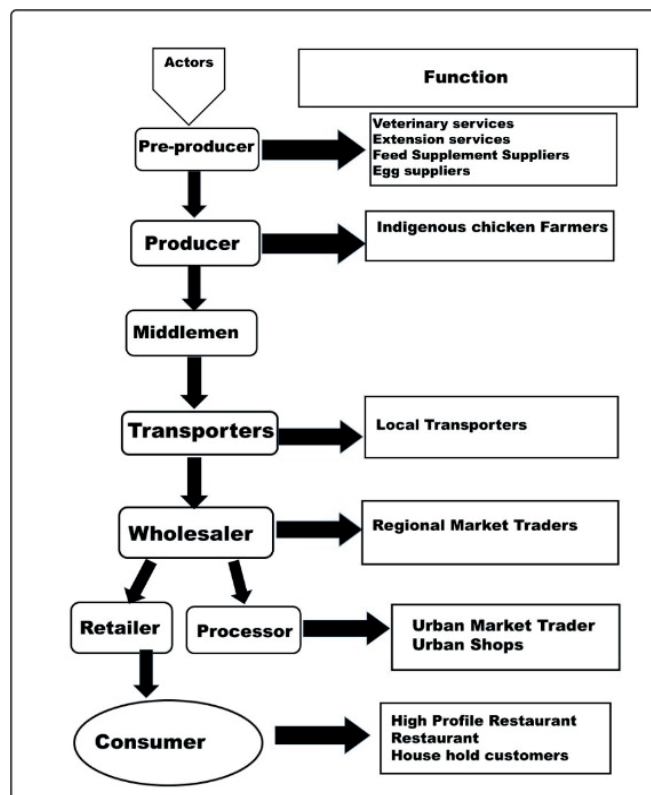 Actors
Function
Pre-producer
Veterinary services
Extension services
Feed Supplement Suppliers
Egg suppliers
Producer
Indigenous chicken Farmers
Middlemen
Transporters
Local Transporters
Wholesaler
Regional Market Traders
Retailer
Processor
Urban Market Trader
Urban Shops
Consumer
High Profile Restaurant
Restaurant
House hold customers